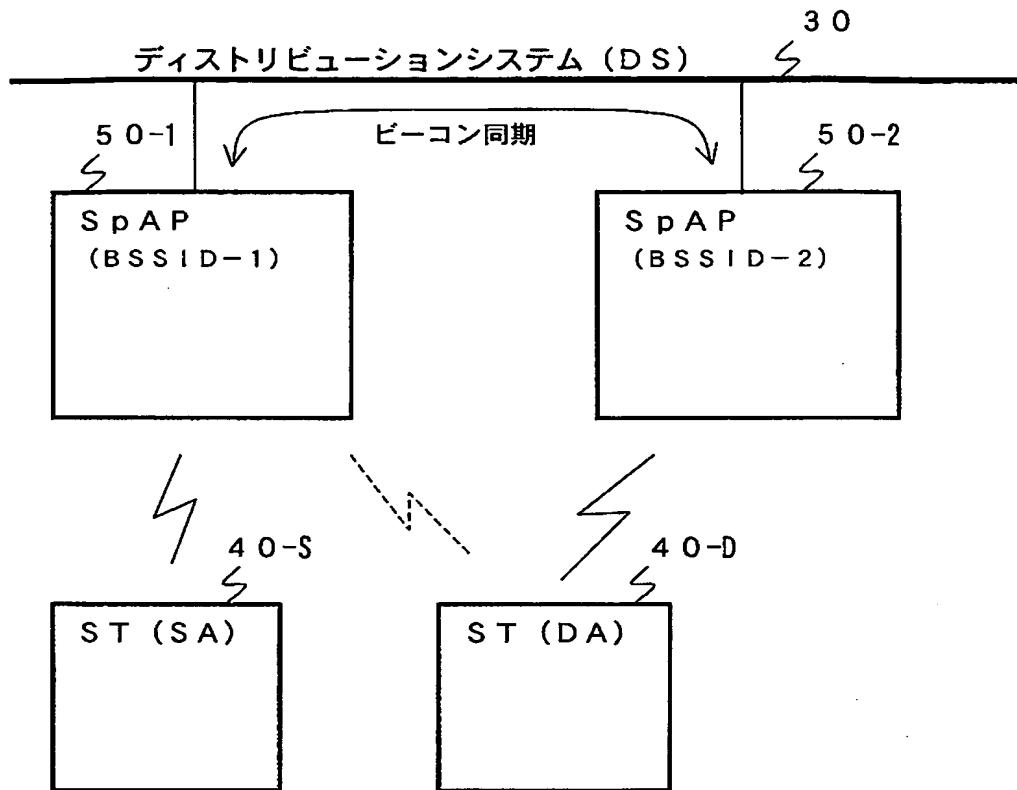 30
ディストリビューションシステム(DS)
50-1
ビーコン同期
50-2
SpAP
(BSSID-1)
SpAP
(BSSID-2)
40-S
40-D
ST(SA)
ST(DA)